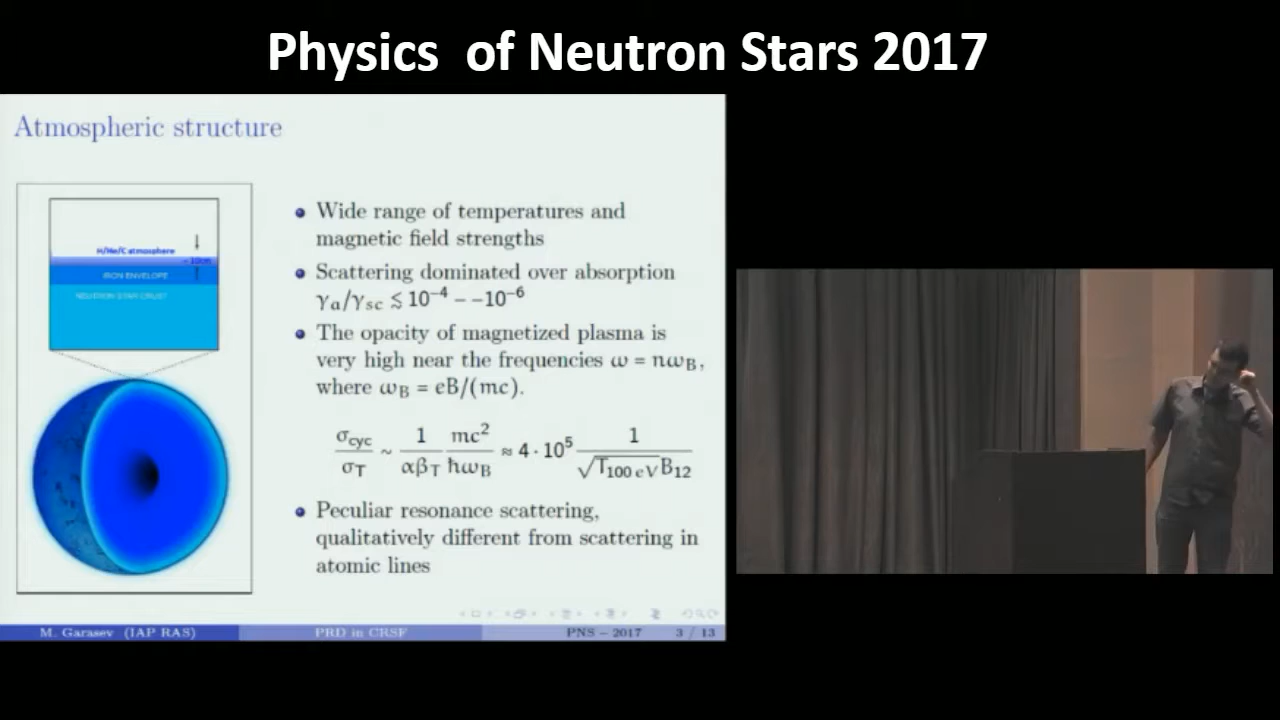 Physics of Neutron Stars 2017
Atmospheric structure
H/He/C atmosphere
~ 10cm
IRON ENVELOPE
NEUTRON STAR CRUST
Wide range of temperatures and
magnetic field strengths
Scattering dominated over absorption
γₐ/γ_sc ≲ 10⁻⁴ – –10⁻⁶
The opacity of magnetized plasma is
very high near the frequencies ω = nω_B,
where ω_B = eB/(mc).
σ_cyc/σ_T ~ 1/(αβ_T) mc²/(ħω_B) ≈ 4 · 10⁵ 1/(√T_100 eV B_12)
Peculiar resonance scattering,
qualitatively different from scattering in
atomic lines
M. Garasev (IAP RAS) PRD in CRSF PNS – 2017 3 / 13